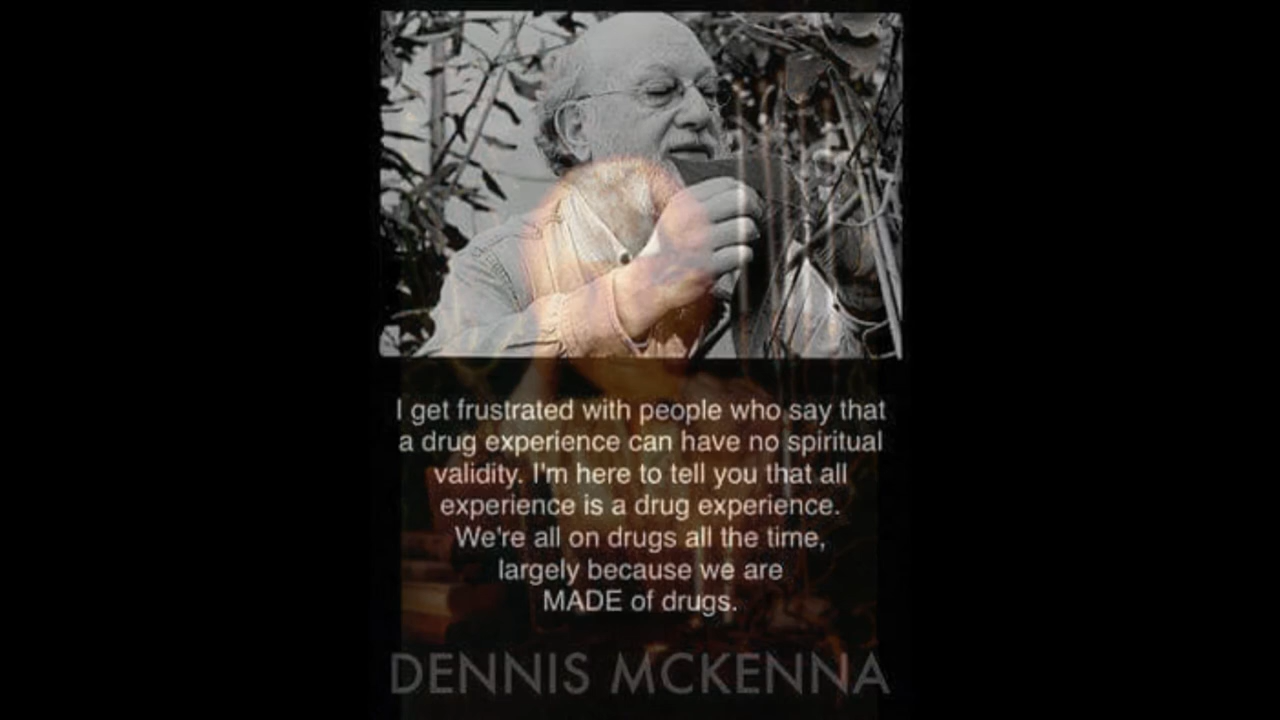 I get frustrated with people who say that
a drug experience can have no spiritual
validity. I'm here to tell you that all
experience is a drug experience.
We're all on drugs all the time,
largely because we are
MADE of drugs.
DENNIS MCKENNA